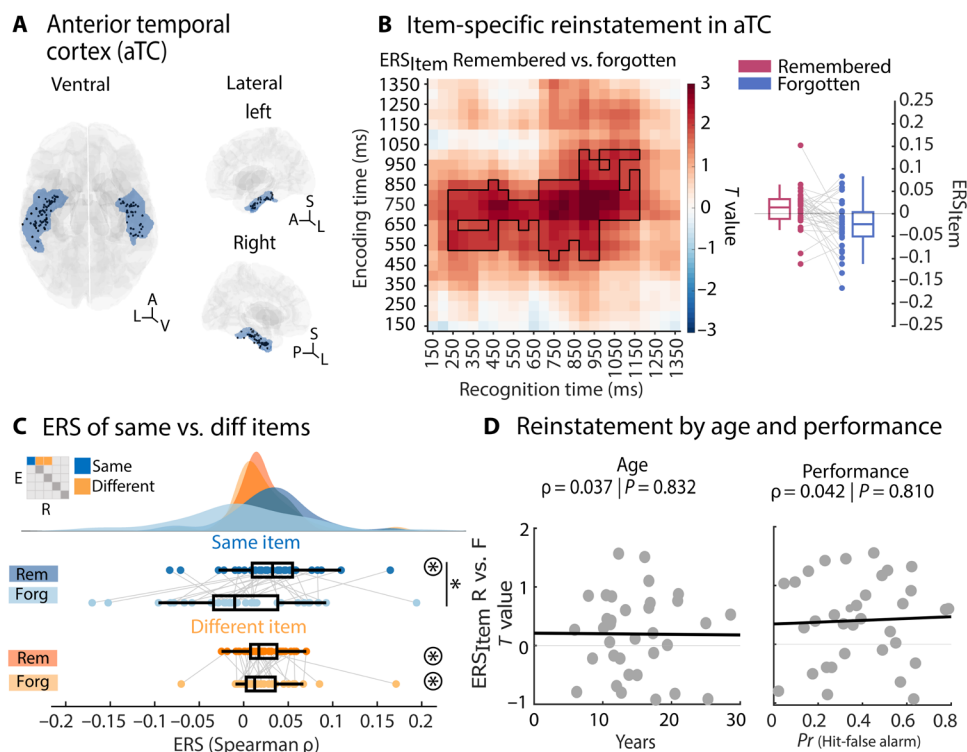 A Anterior temporal
cortex (aTC)
Ventral
Lateral
left
A S L
Right
A
L V
S
P L
B Item-specific reinstatement in aTC
ERSItem Remembered vs. forgotten
Encoding time (ms)
1350
1250
1150
1050
950
850
750
650
550
450
350
250
150
150 250 350 450 550 650 750 850 950 1050 1150 1250 1350
Recognition time (ms)
3
2
1
0
−1
−2
−3
T value
Remembered
Forgotten
0.25
0.2
0.15
0.1
0.05
0
−0.05
−0.1
−0.15
−0.2
−0.25
ERSItem
C ERS of same vs. diff items
E
R
Same
Different
Same item
Rem
Forg
*
*
Different item
Rem
*
Forg
*
−0.2 −0.15 −0.1 −0.05 0 0.05 0.1 0.15 0.2
ERS (Spearman ρ)
D Reinstatement by age and performance
Age
ρ = 0.037 | P = 0.832
Performance
ρ = 0.042 | P = 0.810
ERSItem R vs. F
T value
2
1
0
−1
0 10 20 30
Years
0 0.2 0.4 0.6 0.8
Pr (Hit-false alarm)